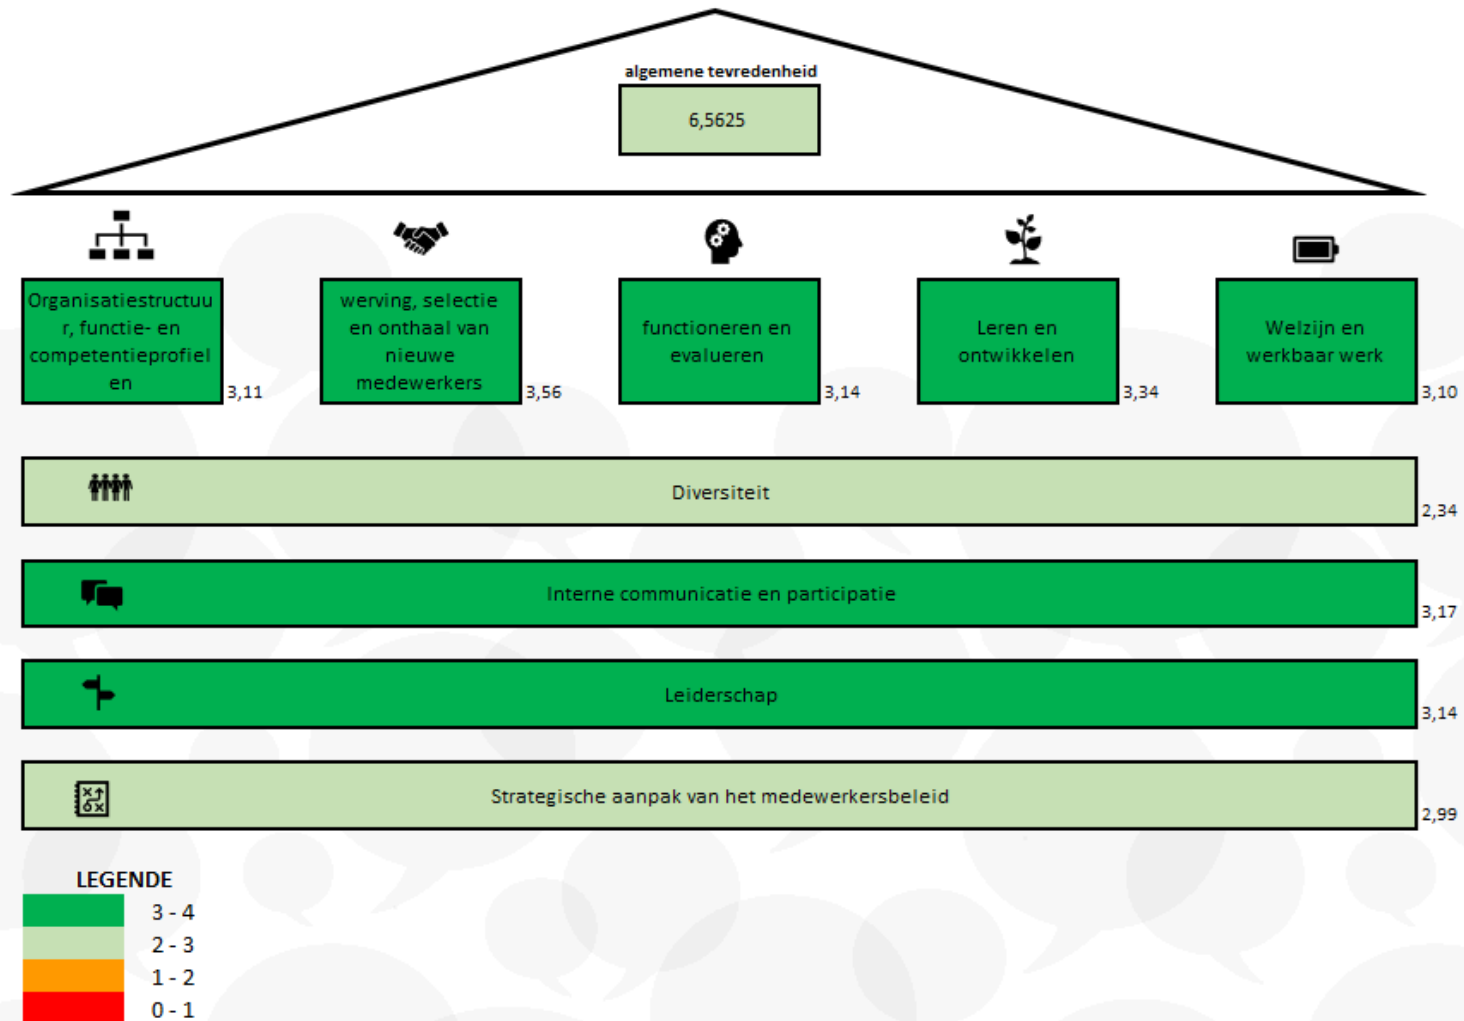 algemene tevredenheid
6,5625
Organisatiestructuu
r, functie- en
competentieprofiel
en
3,11
werving, selectie
en onthaal van
nieuwe
medewerkers
3,56
functioneren en
evalueren
3,14
Leren en
ontwikkelen
3,34
Welzijn en
werkbaar werk
3,10
Diversiteit
2,34
Interne communicatie en participatie
3,17
Leiderschap
3,14
Strategische aanpak van het medewerkersbeleid
2,99
LEGENDE
3 - 4
2 - 3
1 - 2
0 - 1